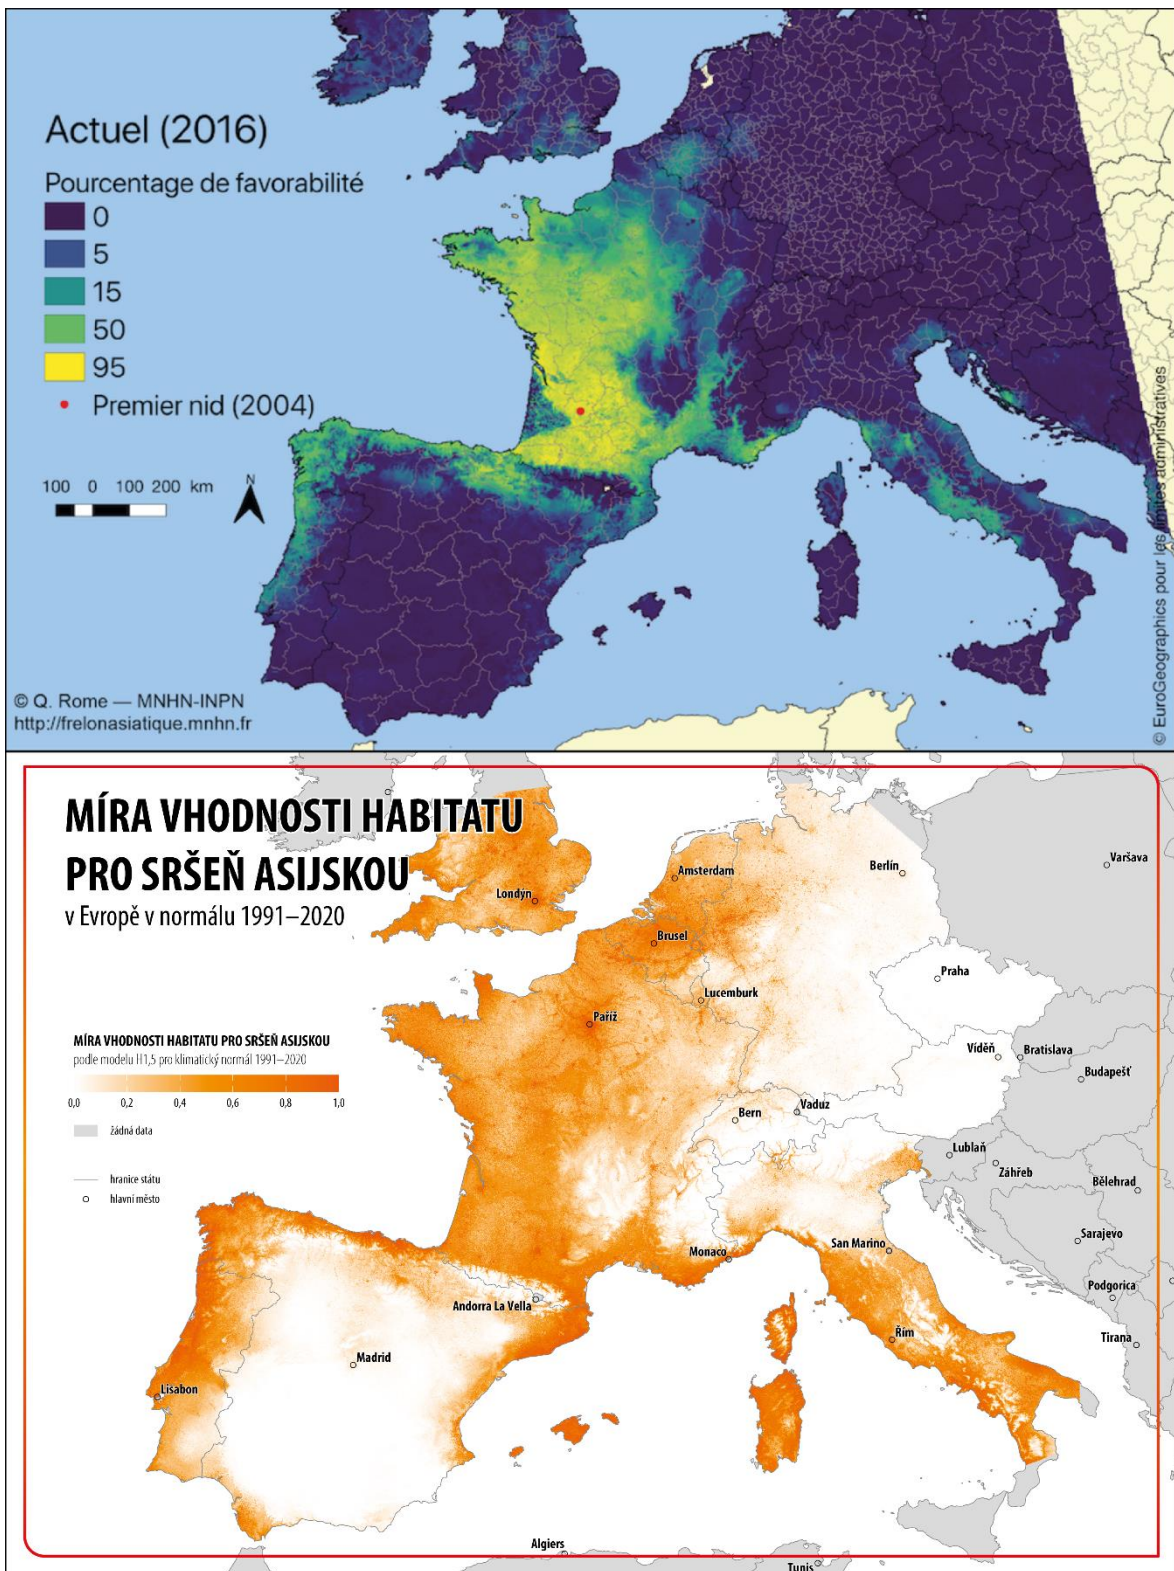 Actuel (2016)
Pourcentage de favorabilité
0
5
15
50
95
Premier nid (2004)
100 0 100 200 km
N
© Q. Rome — MNHN-INPN
http://frelonasiatique.mnhn.fr
© EuroGeographics pour les limites administratives
MÍRA VHODNOSTI HABITATU
PRO SRŠEŇ ASIJSKOU
v Evropě v normálu 1991–2020
MÍRA VHODNOSTI HABITATU PRO SRŠEŇ ASIJSKOU
podle modelu H1,5 pro klimatický normál 1991–2020
0,0 0,2 0,4 0,6 0,8 1,0
žádná data
hranice státu
hlavní město
Varšava
Berlín
Amsterdam
Londýn
Brusel
Praha
Lucemburk
Paříž
Vídeň
Bratislava
Budapešť
Vaduz
Bern
Lublaň
Záhřeb
Bělehrad
Sarajevo
San Marino
Monaco
Podgorica
Andorra La Vella
Řím
Tirana
Madrid
Lisabon
Algiers
Tunis